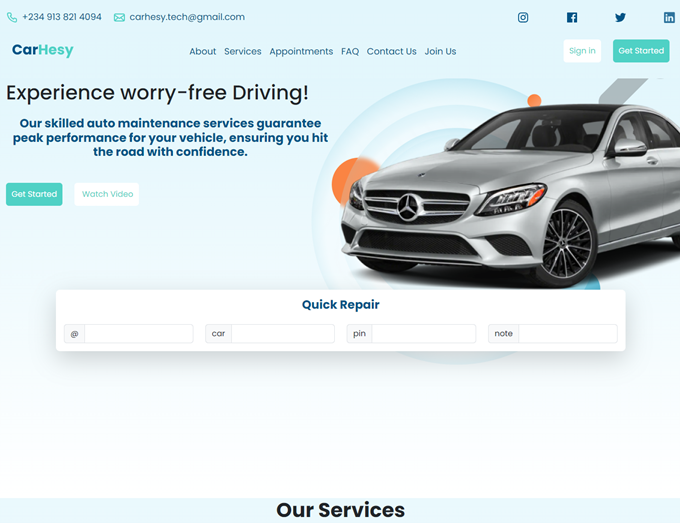 +234 913 821 4094 carhesy.tech@gmail.com
CarHesy
About Services Appointments FAQ Contact Us Join Us
Sign in Get Started
Experience worry-free Driving!
Our skilled auto maintenance services guarantee
peak performance for your vehicle, ensuring you hit
the road with confidence.
Get Started Watch Video
Quick Repair
@ car pin note
Our Services